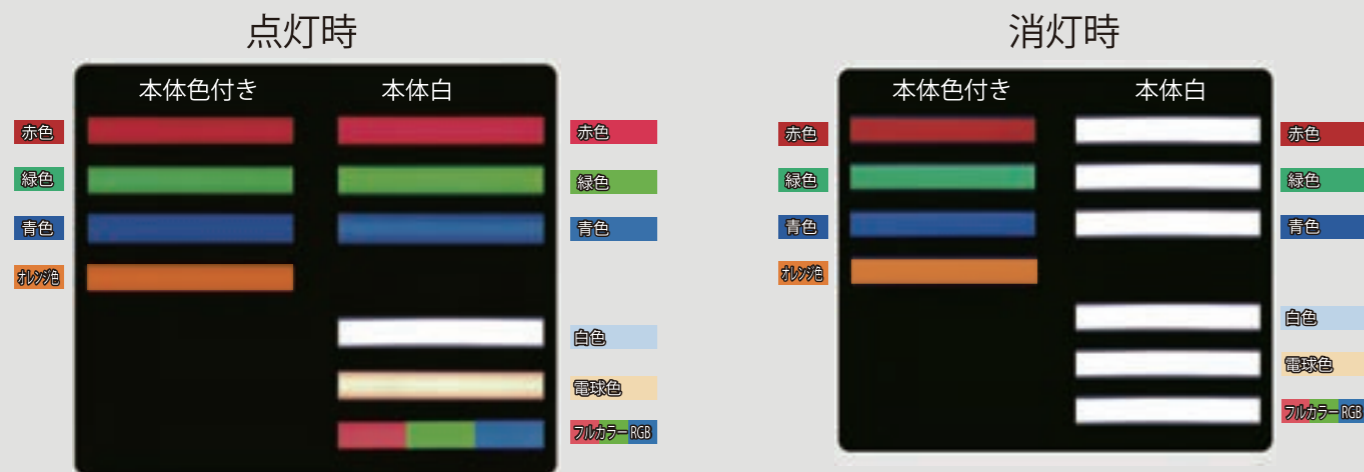 点灯時
本体色付き
本体白
赤色
緑色
青色
オレンジ色
赤色
緑色
青色
白色
電球色
フルカラーRGB
消灯時
本体色付き
本体白
赤色
緑色
青色
オレンジ色
赤色
緑色
青色
白色
電球色
フルカラーRGB